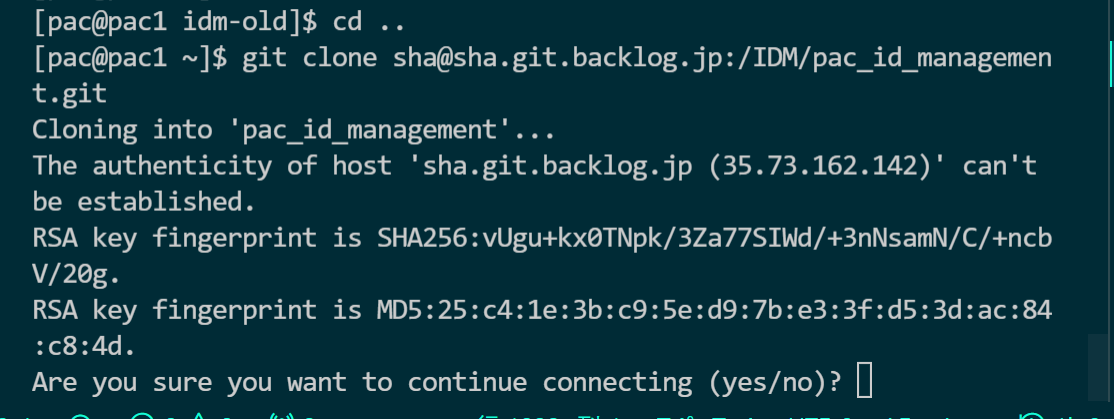 [pac@pac1 idm-old]$ cd ..
[pac@pac1 ~]$ git clone sha@sha.git.backlog.jp:/IDM/pac_id_managemen
t.git
Cloning into 'pac_id_management'...
The authenticity of host 'sha.git.backlog.jp (35.73.162.142)' can't
be established.
RSA key fingerprint is SHA256:vUgu+kx0TNpk/3Za77SIWd/+3nNsamN/C/+ncb
V/20g.
RSA key fingerprint is MD5:25:c4:1e:3b:c9:5e:d9:7b:e3:3f:d5:3d:ac:84
:c8:4d.
Are you sure you want to continue connecting (yes/no)?